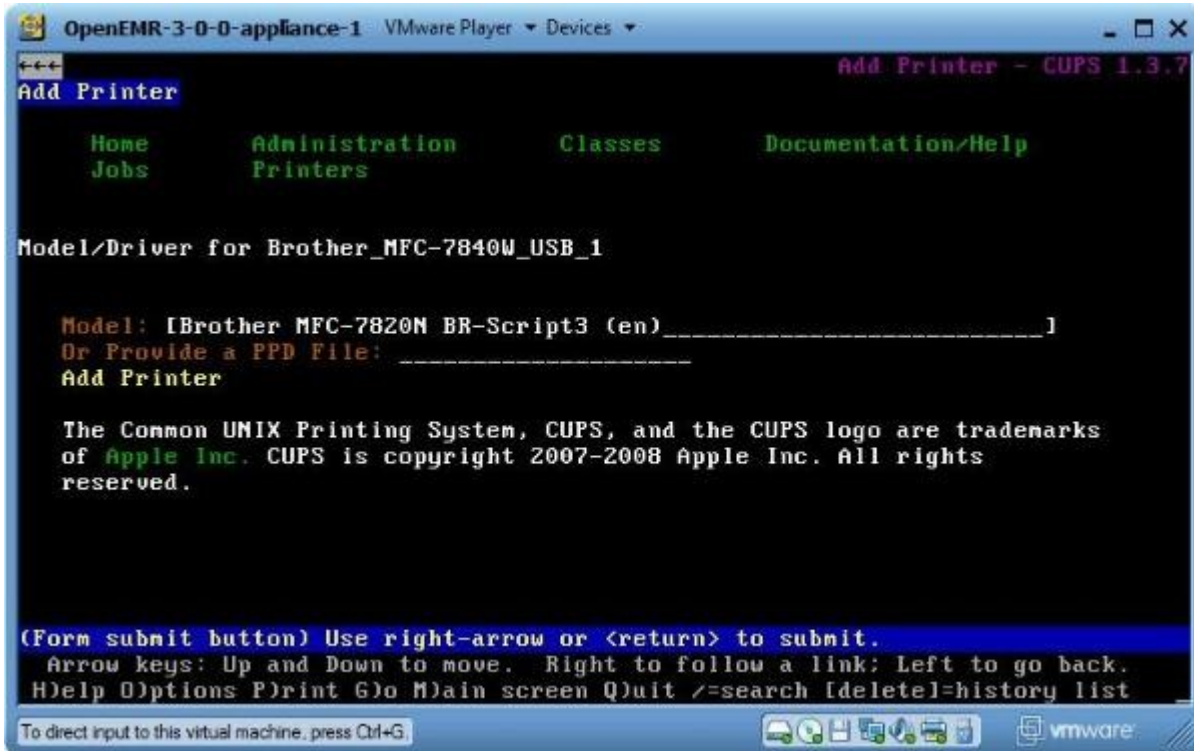 OpenEMR-3-0-0-appliance-1 VMware Player ▾ Devices ▾
←←← Add Printer - CUPS 1.3.7
Add Printer
Home Administration Classes Documentation/Help
Jobs Printers
Model/Driver for Brother_MFC-7840W_USB_1
Model: [Brother MFC-7820N BR-Script3 (en)___________________________]
Or Provide a PPD File: ____________________
Add Printer
The Common UNIX Printing System, CUPS, and the CUPS logo are trademarks
of Apple Inc. CUPS is copyright 2007-2008 Apple Inc. All rights
reserved.
(Form submit button) Use right-arrow or <return> to submit.
Arrow keys: Up and Down to move. Right to follow a link; Left to go back.
H)elp O)ptions P)rint G)o M)ain screen Q)uit /=search [delete]=history list
To direct input to this virtual machine, press Ctrl+G. vmware